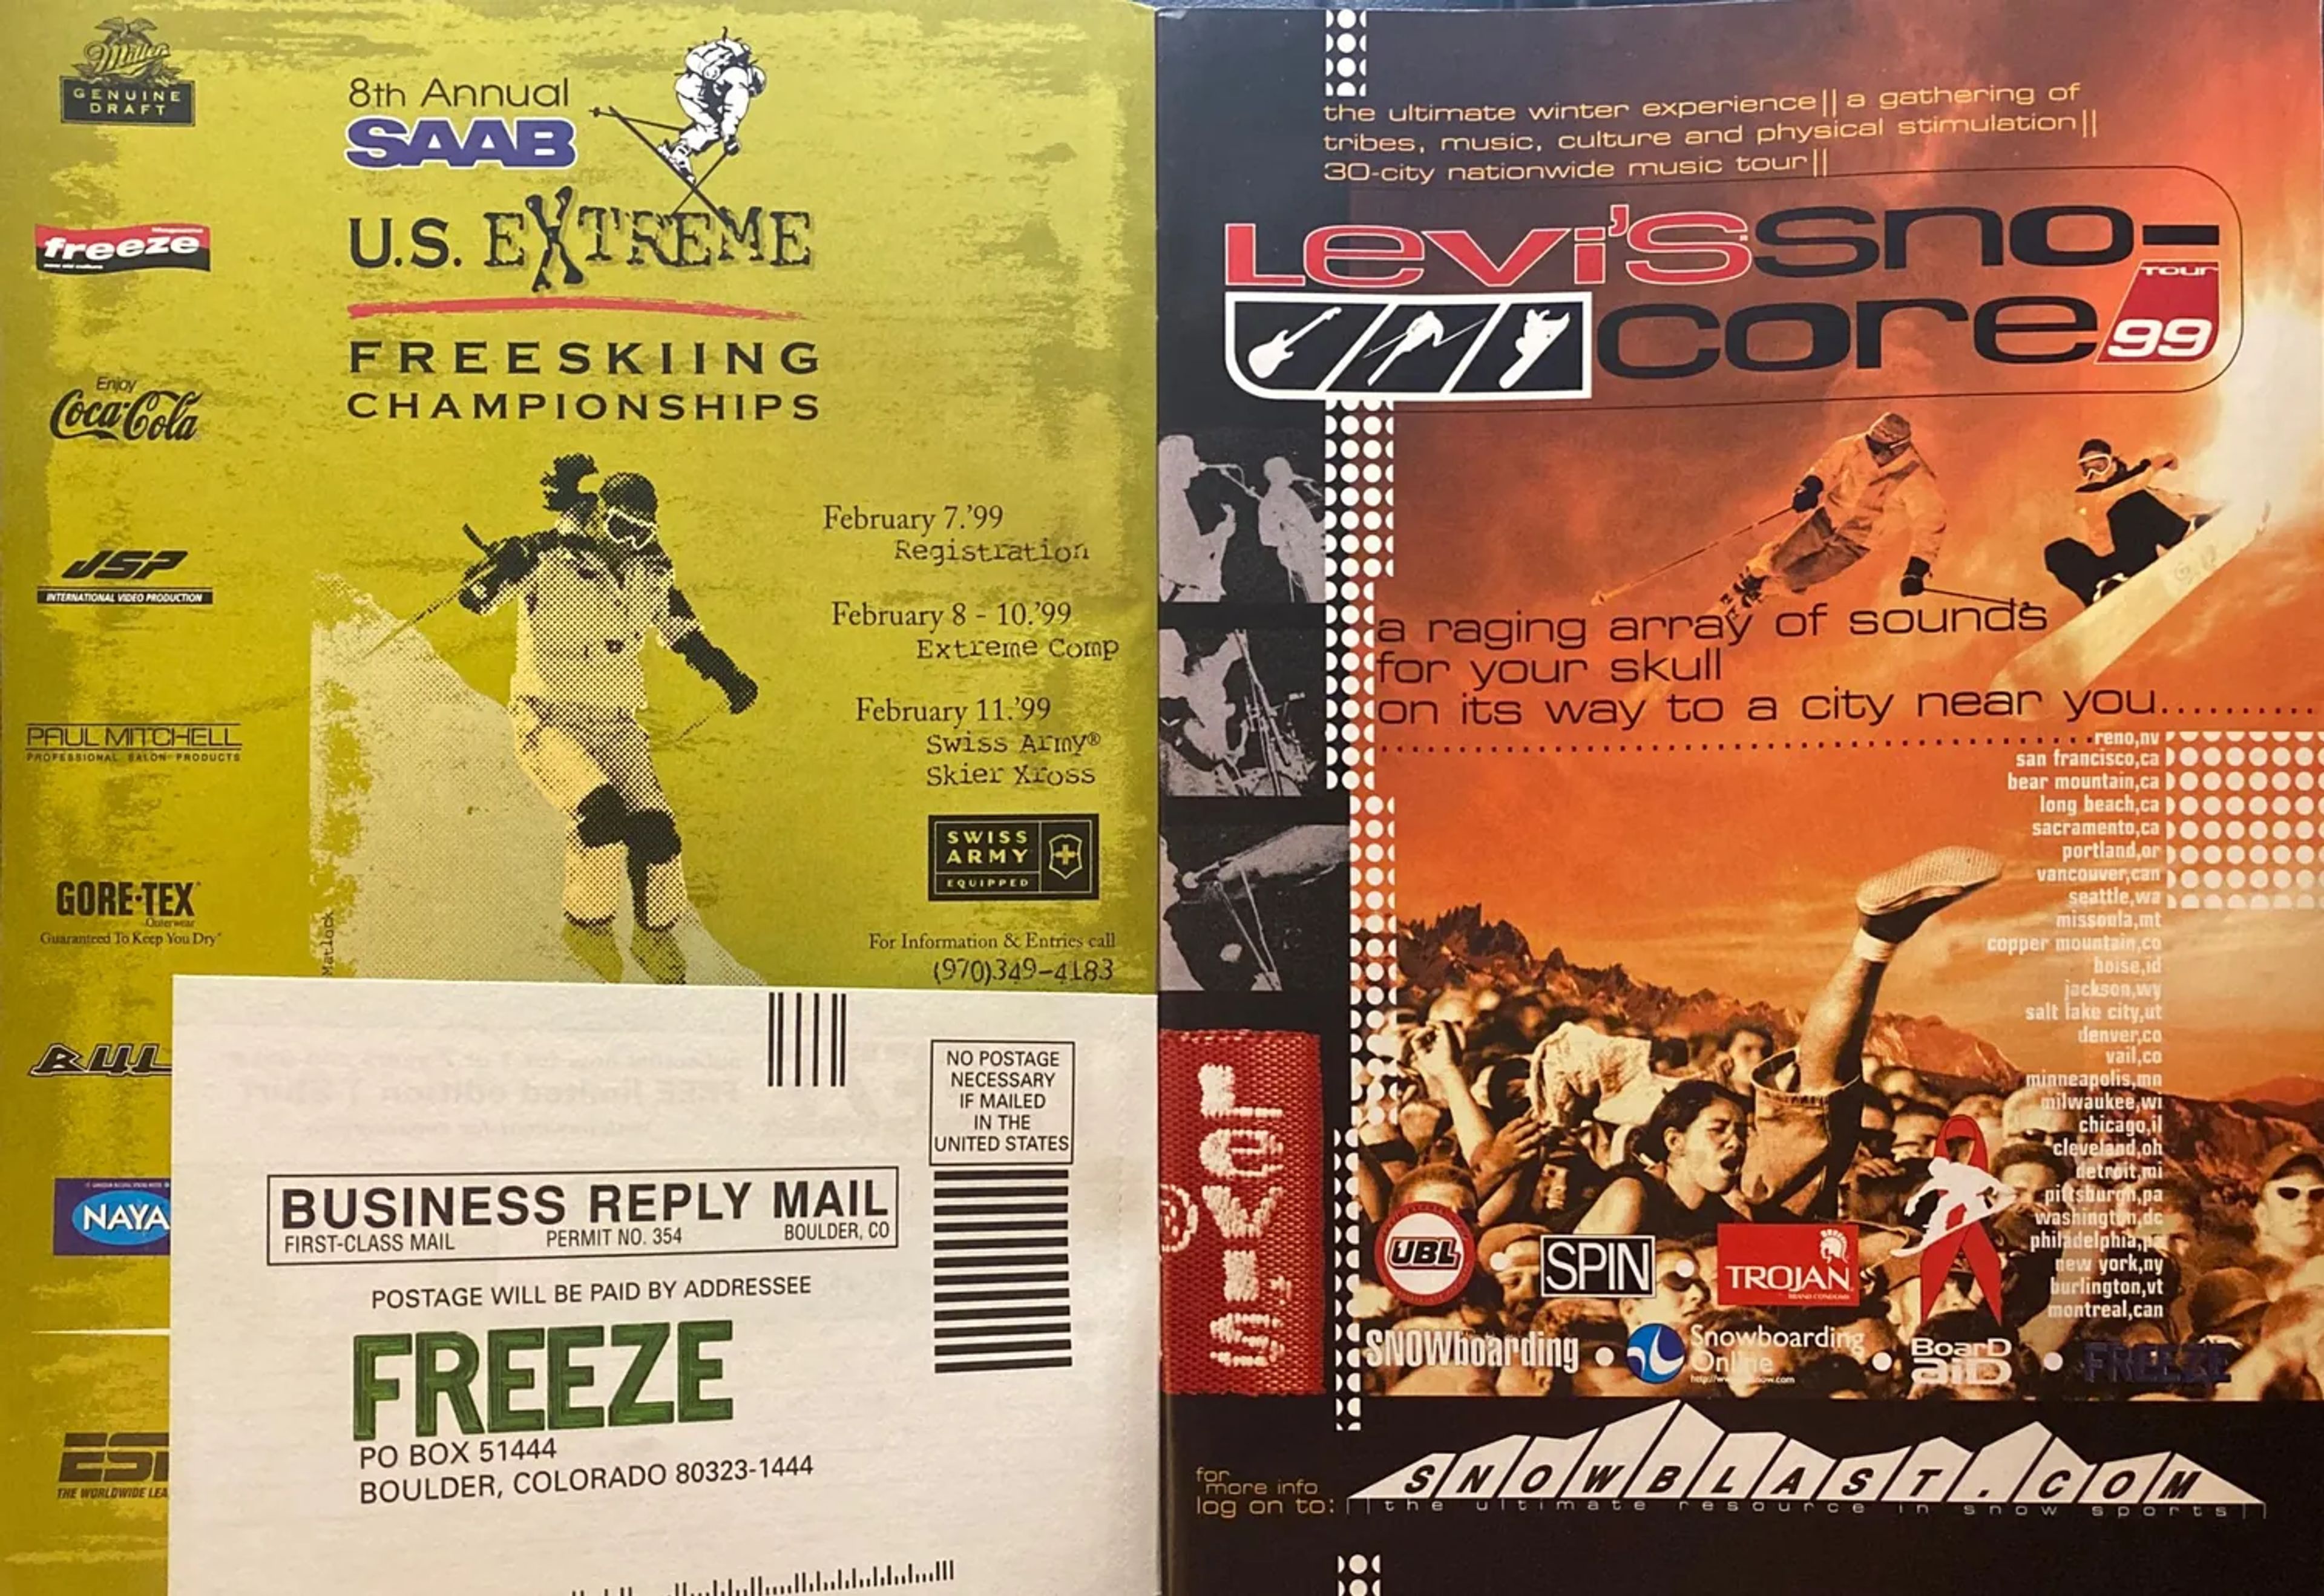 Miller
GENUINE
DRAFT
freeze
Enjoy
Coca-Cola
JSP
INTERNATIONAL VIDEO PRODUCTION
PAUL MITCHELL
PROFESSIONAL SALON PRODUCTS
GORE-TEX
Outerwear
Guaranteed To Keep You Dry
NAYA
THE WORLDWIDE LEA
8th Annual
SAAB
U.S. EXTREME
FREESKIING
CHAMPIONSHIPS
February 7.'99
Registration
February 8 - 10.'99
Extreme Comp
February 11.'99
Swiss Army®
Skier Xross
SWISS
ARMY
EQUIPPED
For Information & Entries call
(970)349-4183
Matlock
NO POSTAGE
NECESSARY
IF MAILED
IN THE
UNITED STATES
BUSINESS REPLY MAIL
FIRST-CLASS MAIL PERMIT NO. 354 BOULDER, CO
POSTAGE WILL BE PAID BY ADDRESSEE
FREEZE
PO BOX 51444
BOULDER, COLORADO 80323-1444
the ultimate winter experience|| a gathering of
tribes, music, culture and physical stimulation||
30-city nationwide music tour||
Levi's sno-
core TOUR 99
a raging array of sounds
for your skull
on its way to a city near you..........
reno,nv
san francisco,ca
bear mountain,ca
long beach,ca
sacramento,ca
portland,or
vancouver,can
seattle,wa
missoula,mt
copper mountain,co
boise,id
jackson,wy
salt lake city,ut
denver,co
vail,co
minneapolis,mn
milwaukee,wi
chicago,il
cleveland,oh
detroit,mi
pittsburgh,pa
washington,dc
philadelphia,pa
new york,ny
burlington,vt
montreal,can
Levi's
®
UBL
SPIN
TROJAN
BRAND CONDOMS
SNOWboarding
Snowboarding
Online
BoarD
aiD
FREEZE
for
more info
log on to:
SNOWBLAST.COM
||the ultimate resource in snow sports||